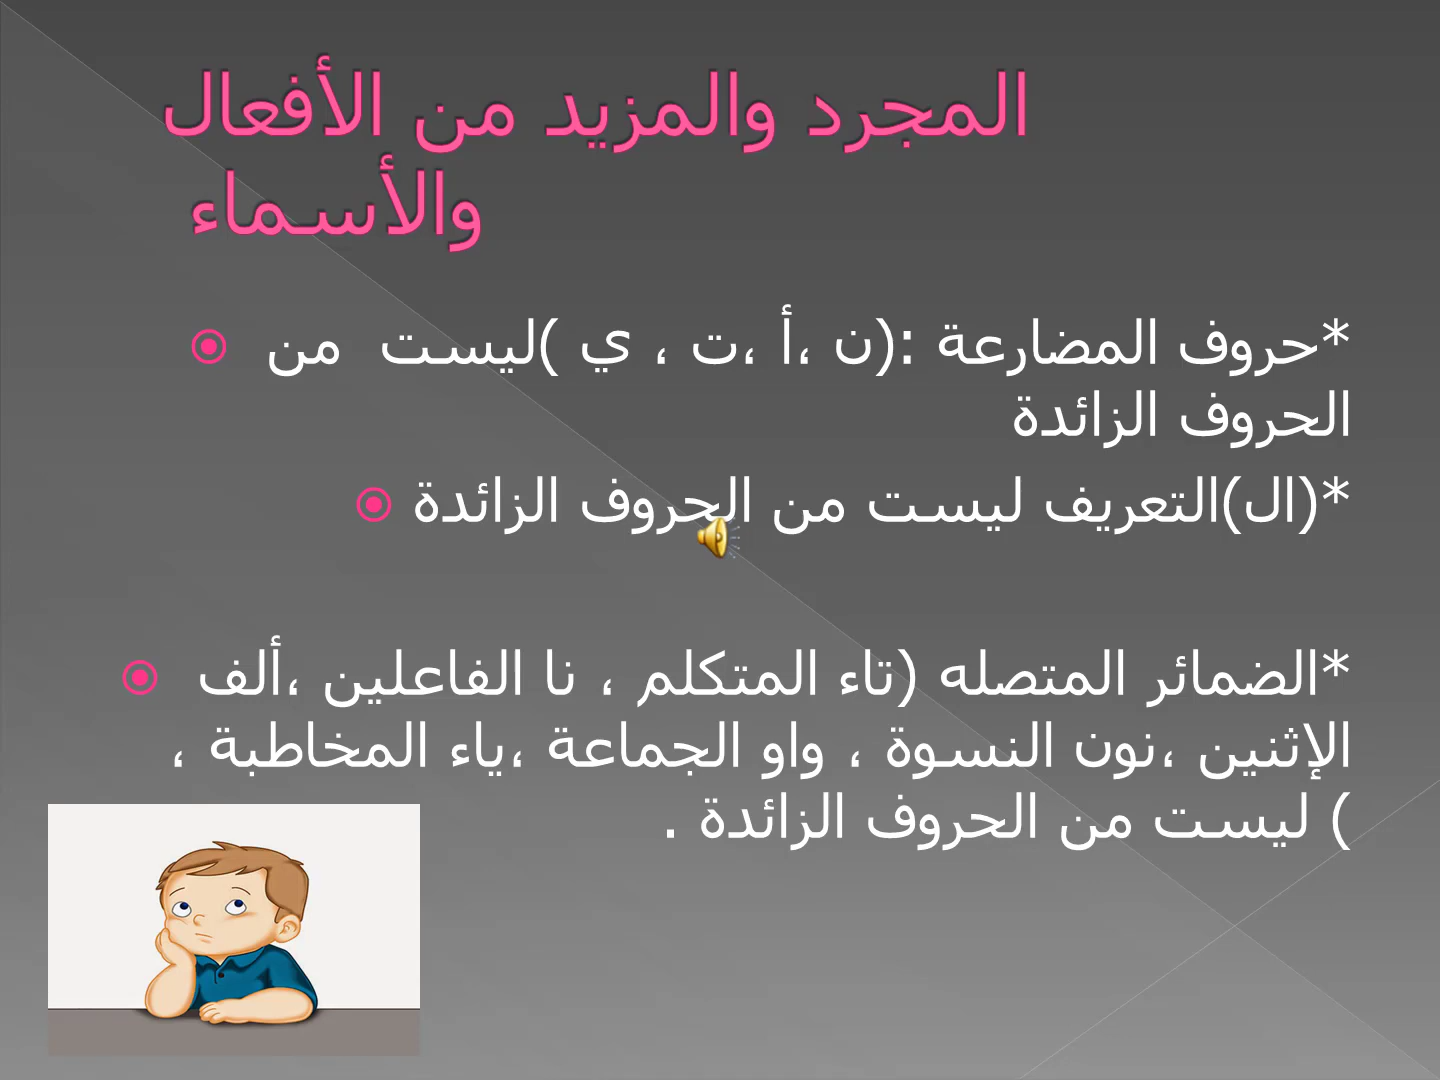 المجرد والمزيد من الأفعال
والأسماء
*حروف المضارعة :(ن ،أ ،ت ، ي )ليست من
الحروف الزائدة
*(ال)التعريف ليست من الحروف الزائدة
*الضمائر المتصله (تاء المتكلم ، نا الفاعلين ،ألف
الإثنين ،نون النسوة ، واو الجماعة ،ياء المخاطبة ،
) ليست من الحروف الزائدة .